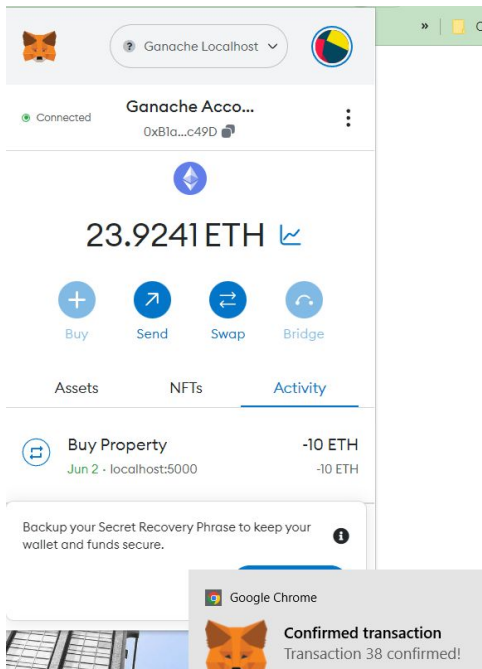 Ganache Localhost
»
Connected
Ganache Acco...
0xB1a...c49D
23.9241 ETH
Buy
Send
Swap
Bridge
Assets
NFTs
Activity
Buy Property
-10 ETH
Jun 2 · localhost:5000
-10 ETH
Backup your Secret Recovery Phrase to keep your
wallet and funds secure.
Google Chrome
Confirmed transaction
Transaction 38 confirmed!